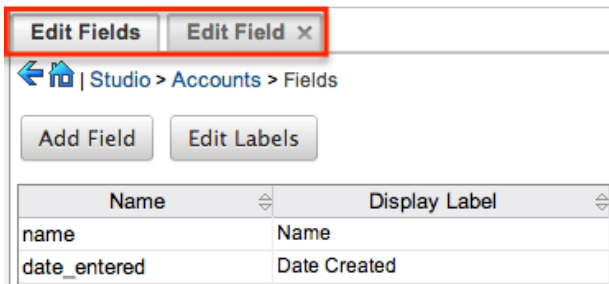 Edit Fields Edit Field ×
| Studio > Accounts > Fields
Add Field Edit Labels
Name Display Label
name Name
date_entered Date Created